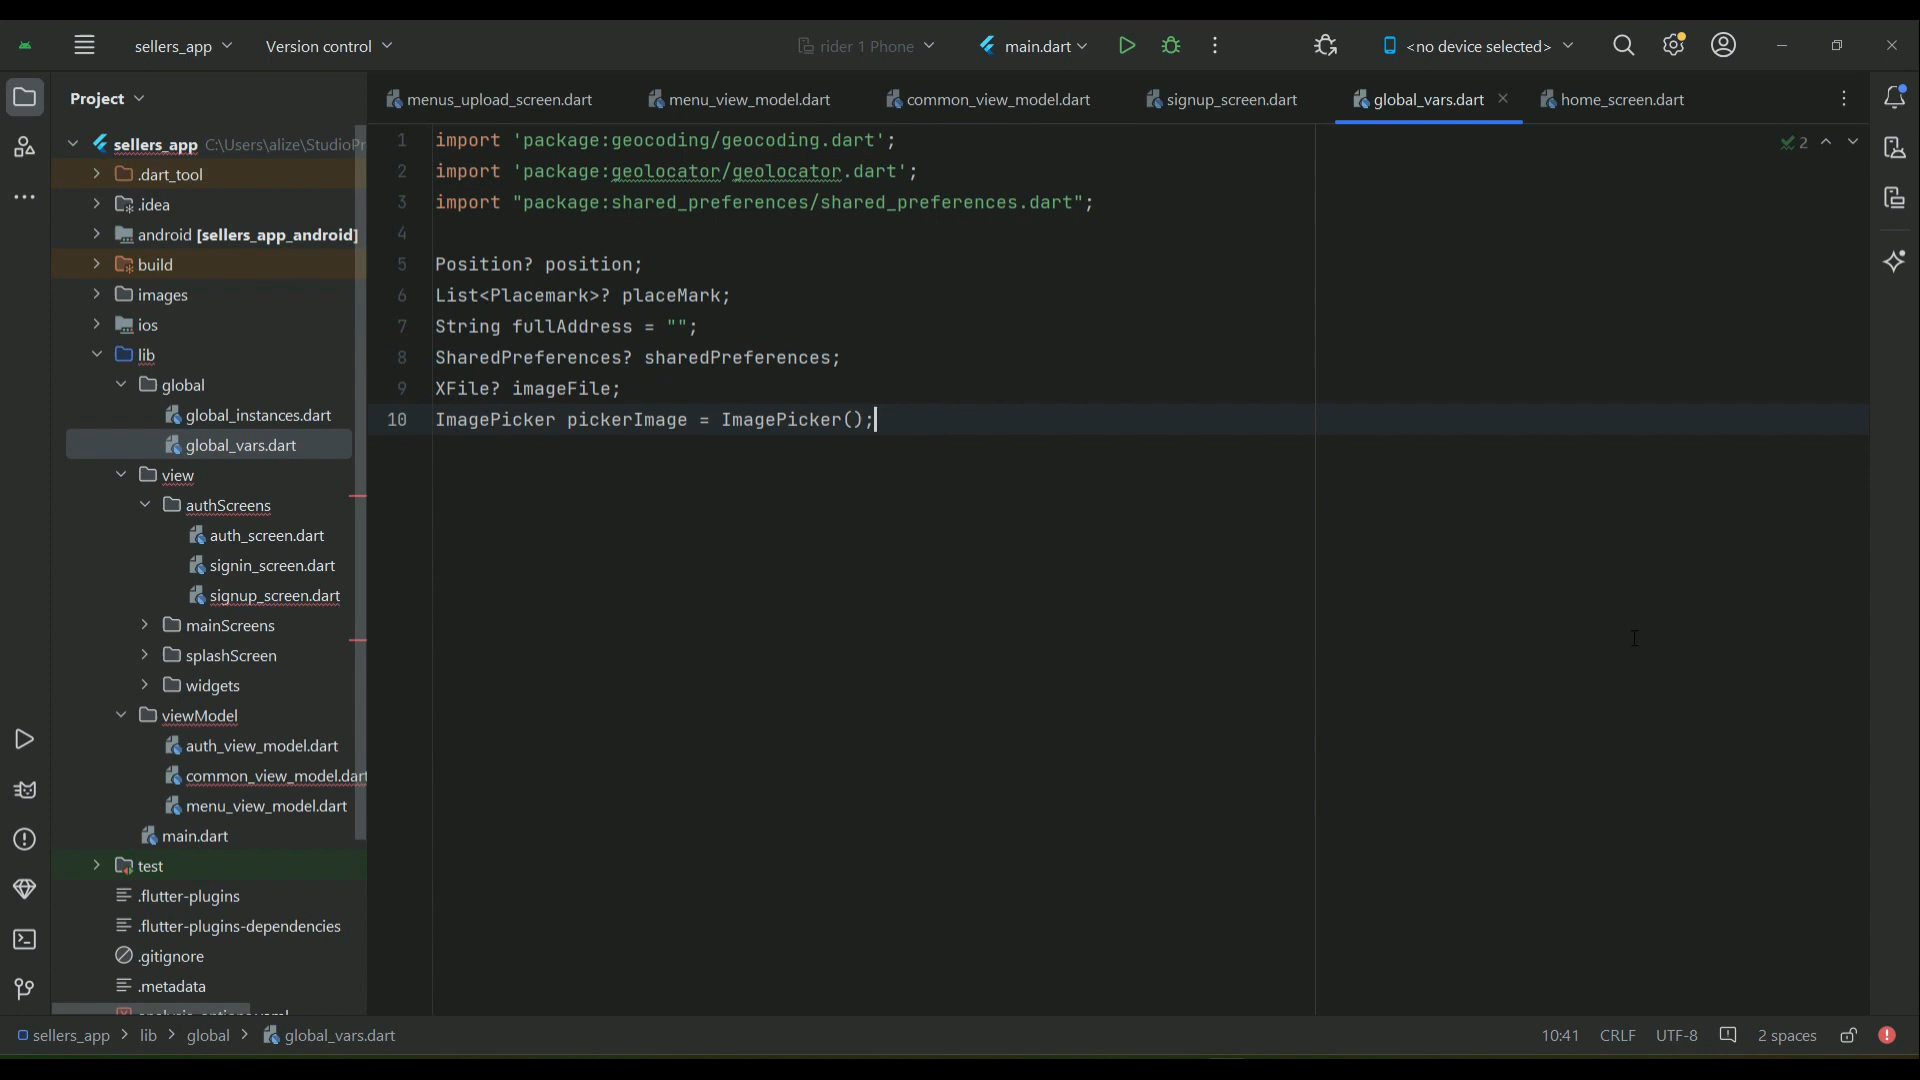 sellers_app
Version control
rider 1 Phone
main.dart
<no device selected>
Project
menus_upload_screen.dart
menu_view_model.dart
common_view_model.dart
signup_screen.dart
global_vars.dart
home_screen.dart
sellers_app C:\Users\alize\StudioPr
.dart_tool
.idea
android [sellers_app_android]
build
images
ios
lib
global
global_instances.dart
global_vars.dart
view
authScreens
auth_screen.dart
signin_screen.dart
signup_screen.dart
mainScreens
splashScreen
widgets
viewModel
auth_view_model.dart
common_view_model.dart
menu_view_model.dart
main.dart
test
.flutter-plugins
.flutter-plugins-dependencies
.gitignore
.metadata
1 import 'package:geocoding/geocoding.dart';
2 import 'package:geolocator/geolocator.dart';
3 import "package:shared_preferences/shared_preferences.dart";
4
5 Position? position;
6 List<Placemark>? placeMark;
7 String fullAddress = "";
8 SharedPreferences? sharedPreferences;
9 XFile? imageFile;
10 ImagePicker pickerImage = ImagePicker();
2
sellers_app > lib > global > global_vars.dart
10:41 CRLF UTF-8 2 spaces